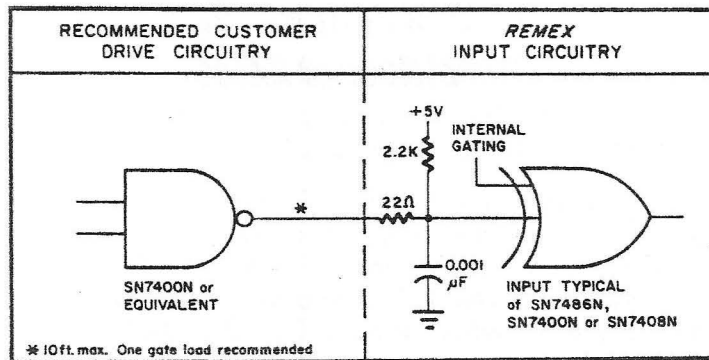 RECOMMENDED CUSTOMER
DRIVE CIRCUITRY
REMEX
INPUT CIRCUITRY
+5V
INTERNAL
GATING
2.2K
22Ω
*
0.001
µF
SN7400N or
EQUIVALENT
INPUT TYPICAL
of SN7486N,
SN7400N or SN7408N
* 10ft. max. One gate load recommended